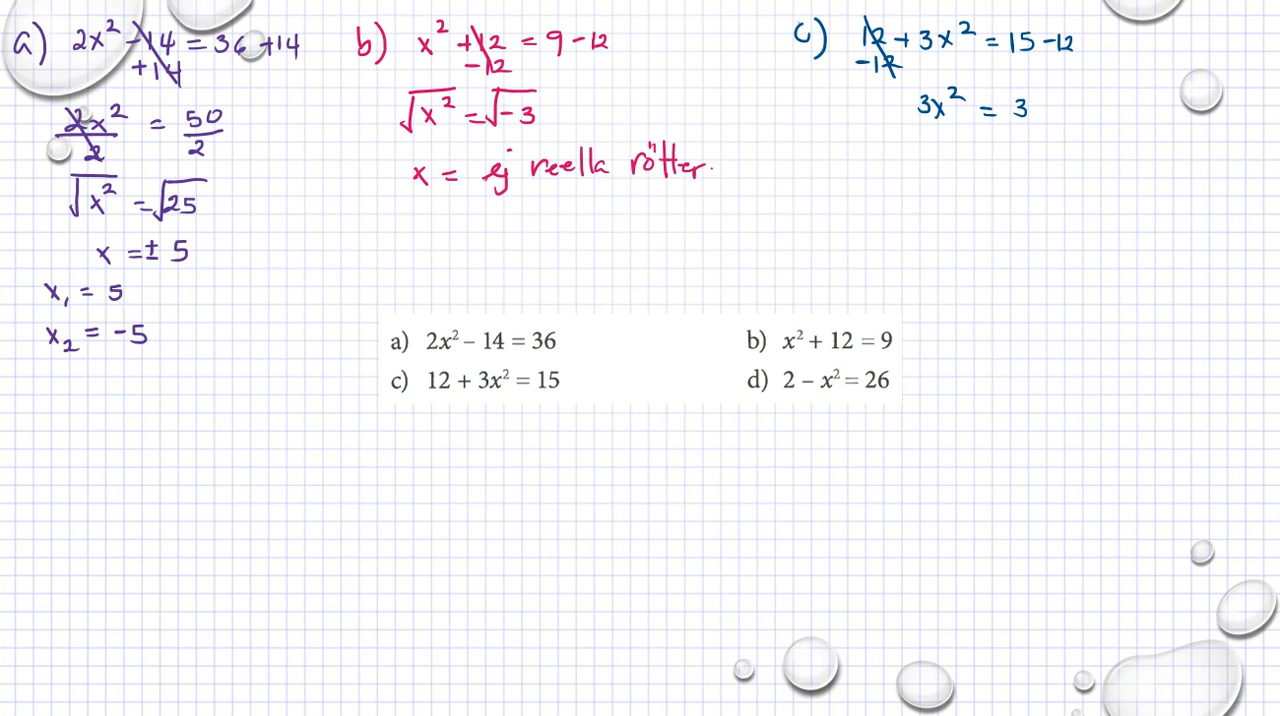 a) 2x² - 14 = 36 + 14
+14
2x²/2 = 50/2
√x² = √25
x = ± 5
x₁ = 5
x₂ = -5
b) x² + 12 = 9 - 12
-12
√x² = √-3
x = ej reella rötter.
c) 12 + 3x² = 15 - 12
-12
3x² = 3
a) 2x² – 14 = 36
b) x² + 12 = 9
c) 12 + 3x² = 15
d) 2 – x² = 26